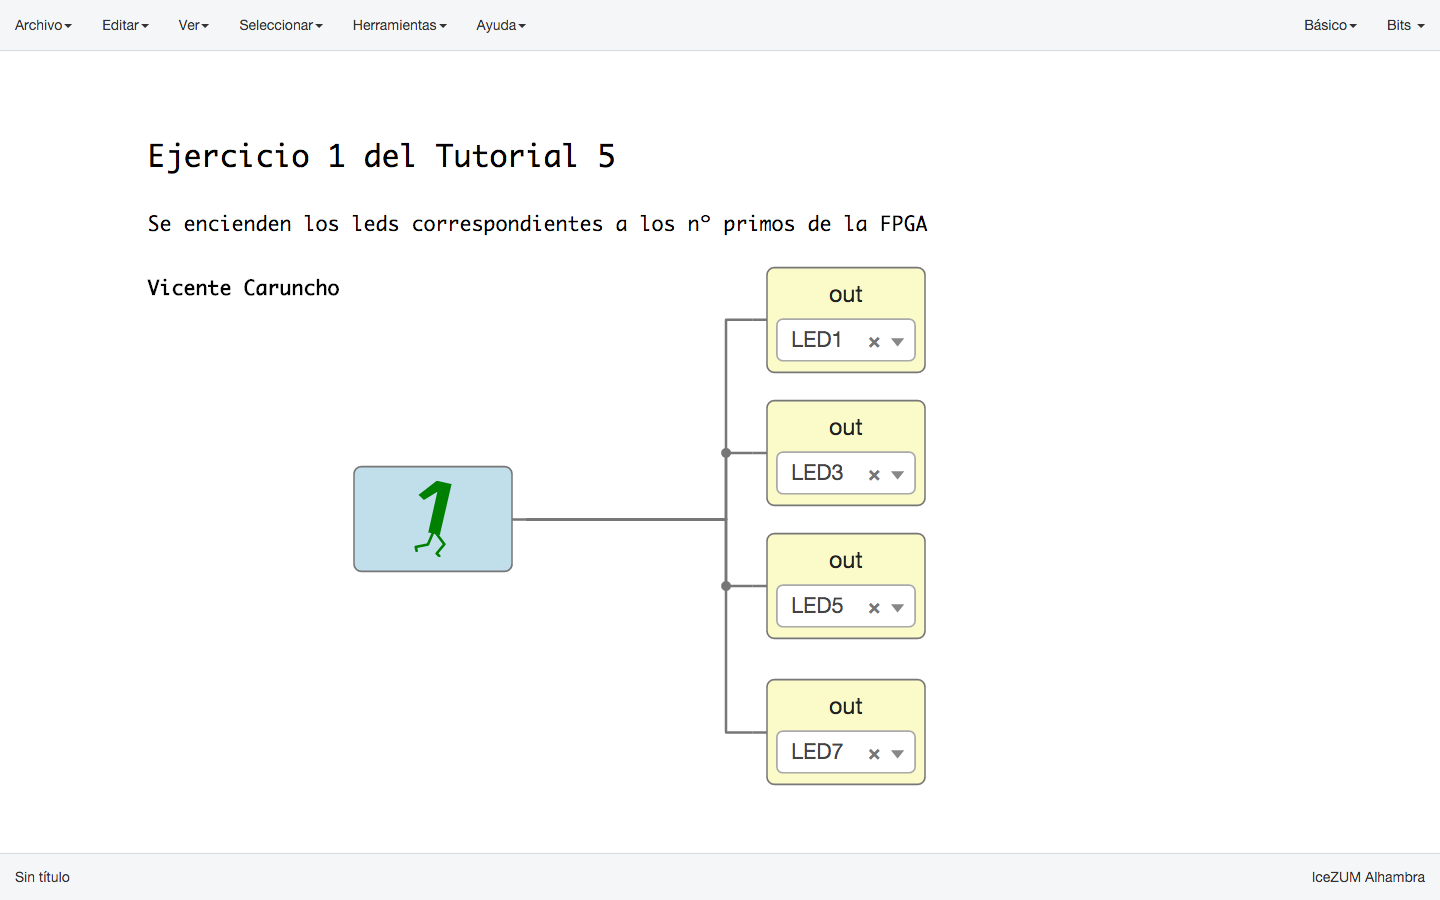 Archivo Editar Ver Seleccionar Herramientas Ayuda Básico Bits
Ejercicio 1 del Tutorial 5
Se encienden los leds correspondientes a los nº primos de la FPGA
Vicente Caruncho
out
LED1
out
LED3
1
out
LED5
out
LED7
Sin título IceZUM Alhambra